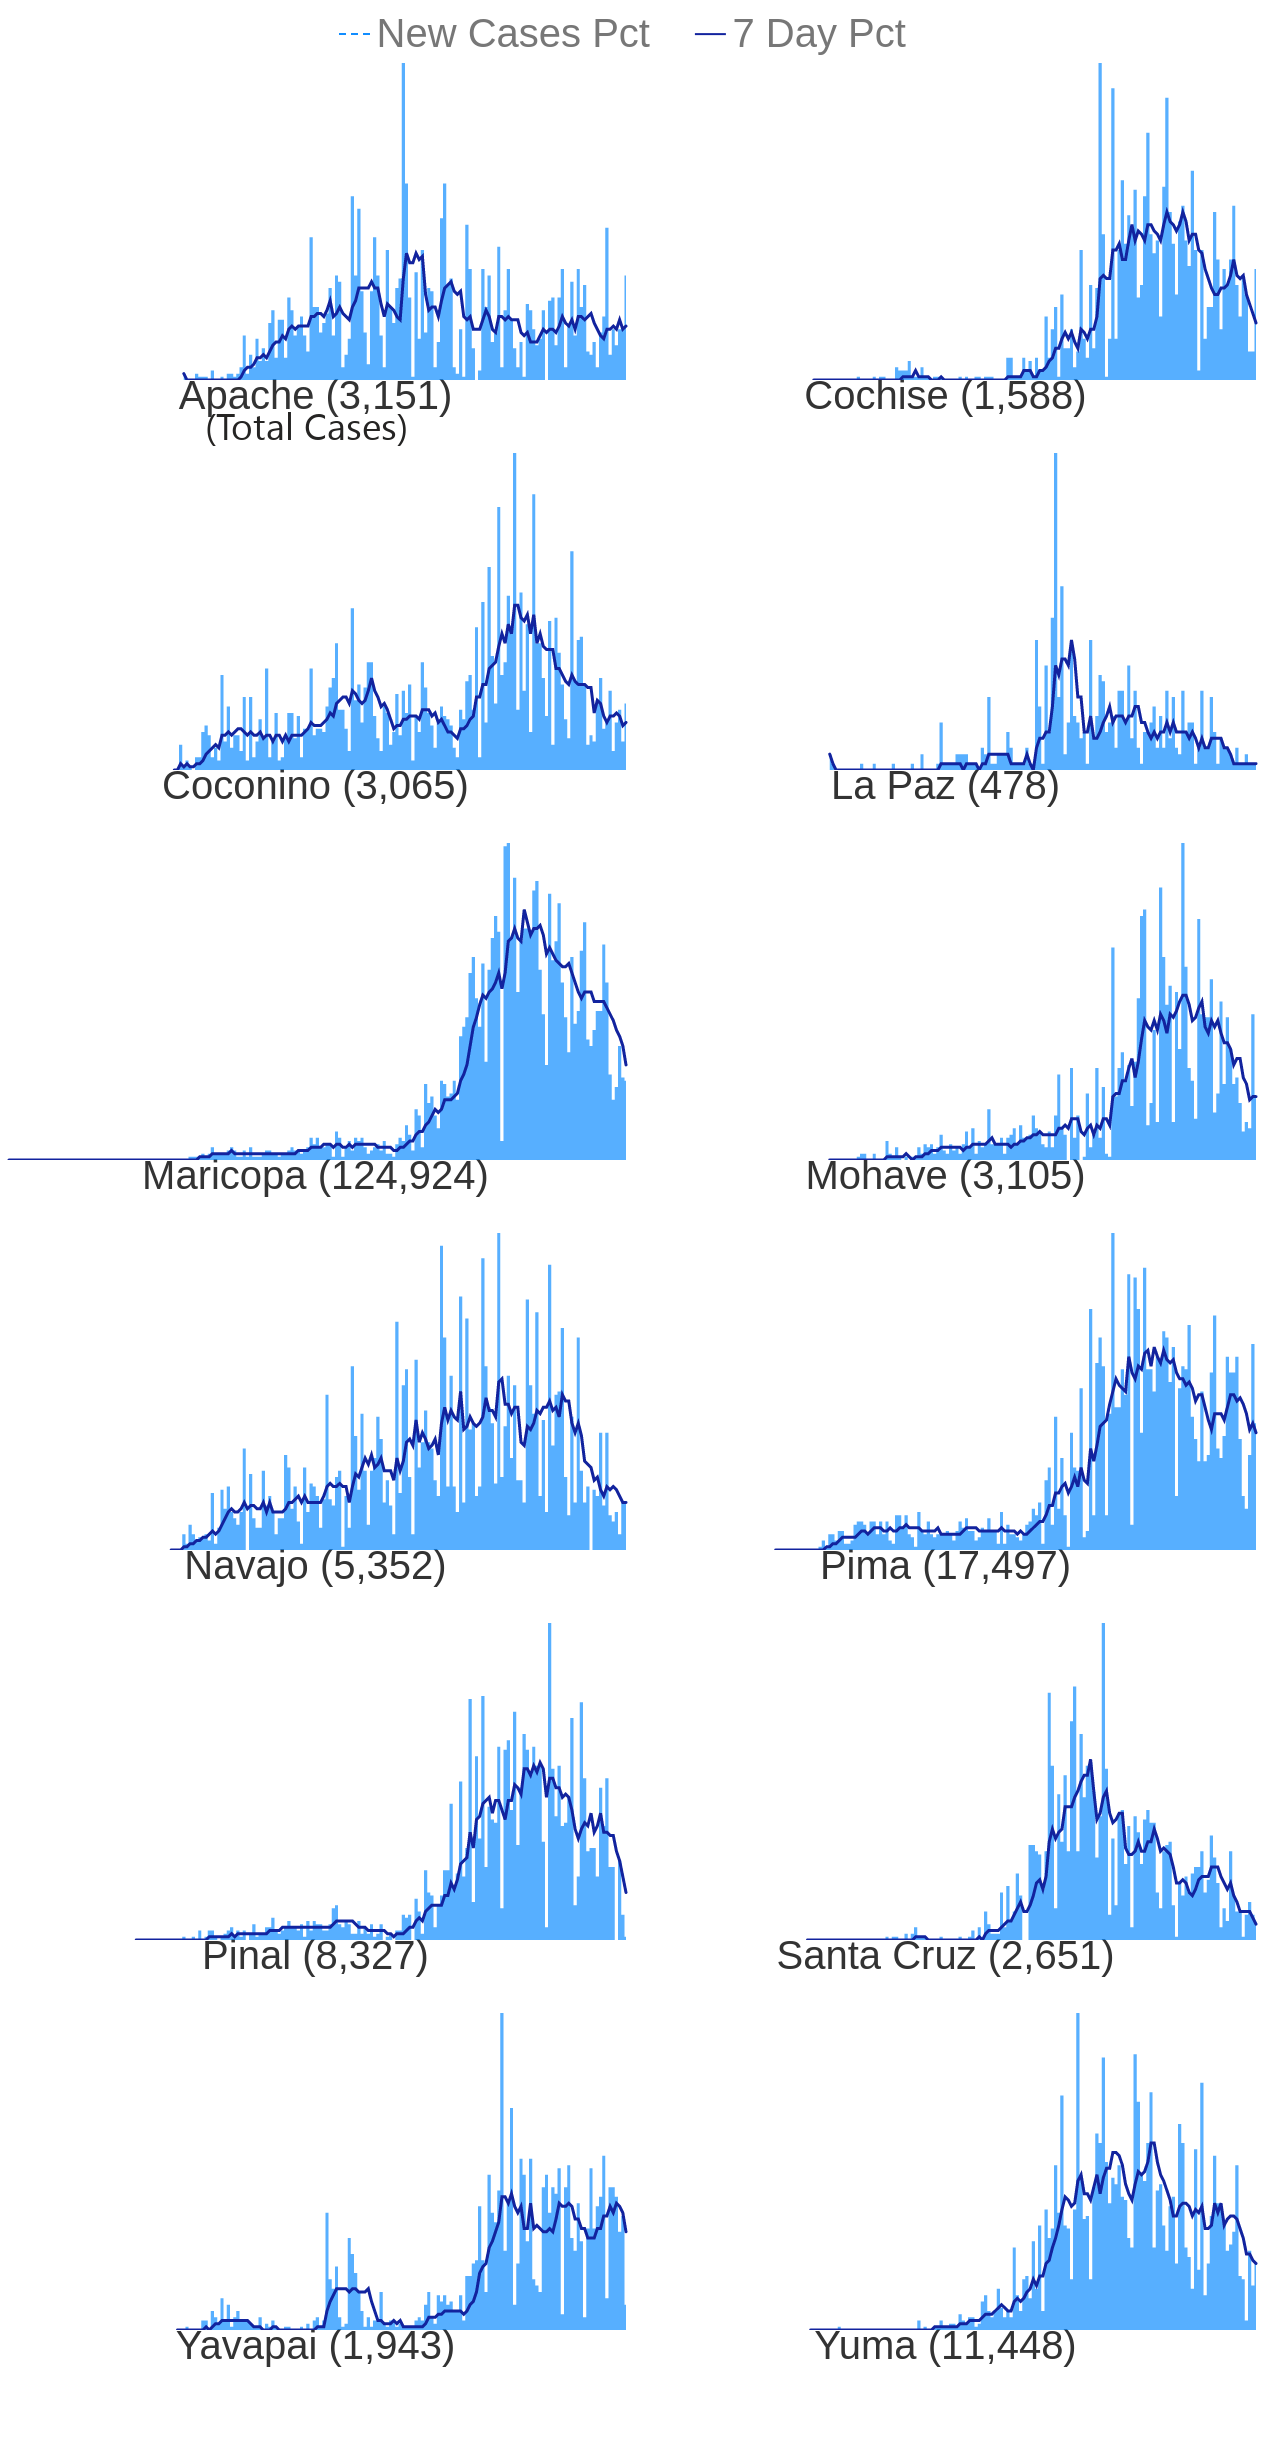 New Cases Pct 7 Day Pct
Apache (3,151) Cochise (1,588)
(Total Cases)
Coconino (3,065) La Paz (478)
Maricopa (124,924) Mohave (3,105)
Navajo (5,352) Pima (17,497)
Pinal (8,327) Santa Cruz (2,651)
Yavapai (1,943) Yuma (11,448)